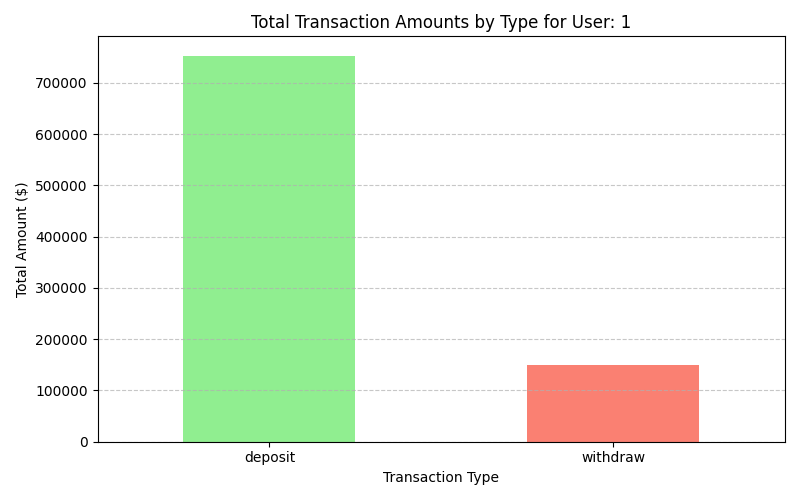 Total Transaction Amounts by Type for User: 1
Total Amount ($)
700000
600000
500000
400000
300000
200000
100000
0
deposit
withdraw
Transaction Type